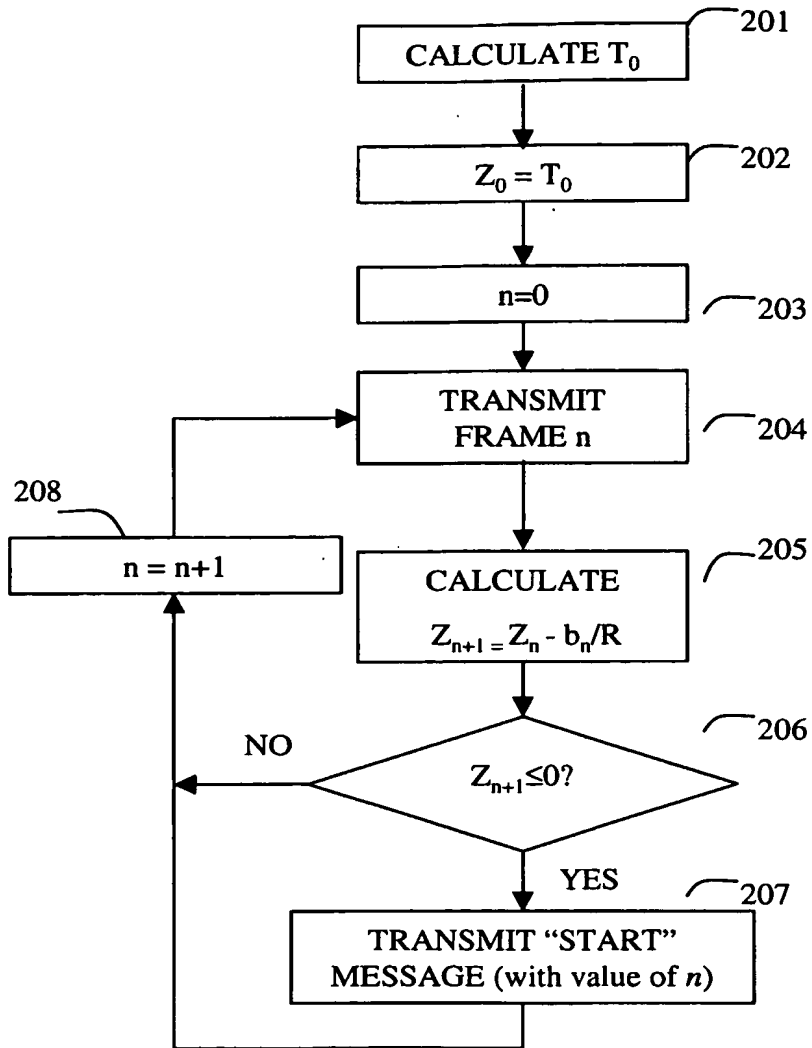 201
CALCULATE T₀
202
Z₀ = T₀
n=0
203
TRANSMIT
FRAME n
204
208
n = n+1
205
CALCULATE
Zₙ₊₁ = Zₙ - bₙ/R
206
NO
Zₙ₊₁≤0?
YES
207
TRANSMIT “START”
MESSAGE (with value of n)